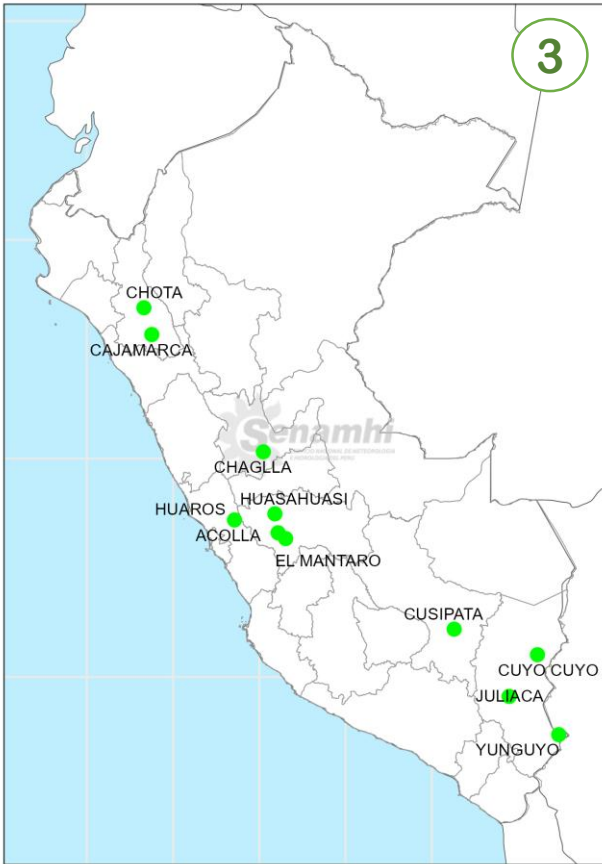 3
CHOTA
CAJAMARCA
Senamhi
CHAGLLA
HUASAHUASI
HUAROS
ACOLLA
EL MANTARO
CUSIPATA
CUYO CUYO
JULIACA
YUNGUYO